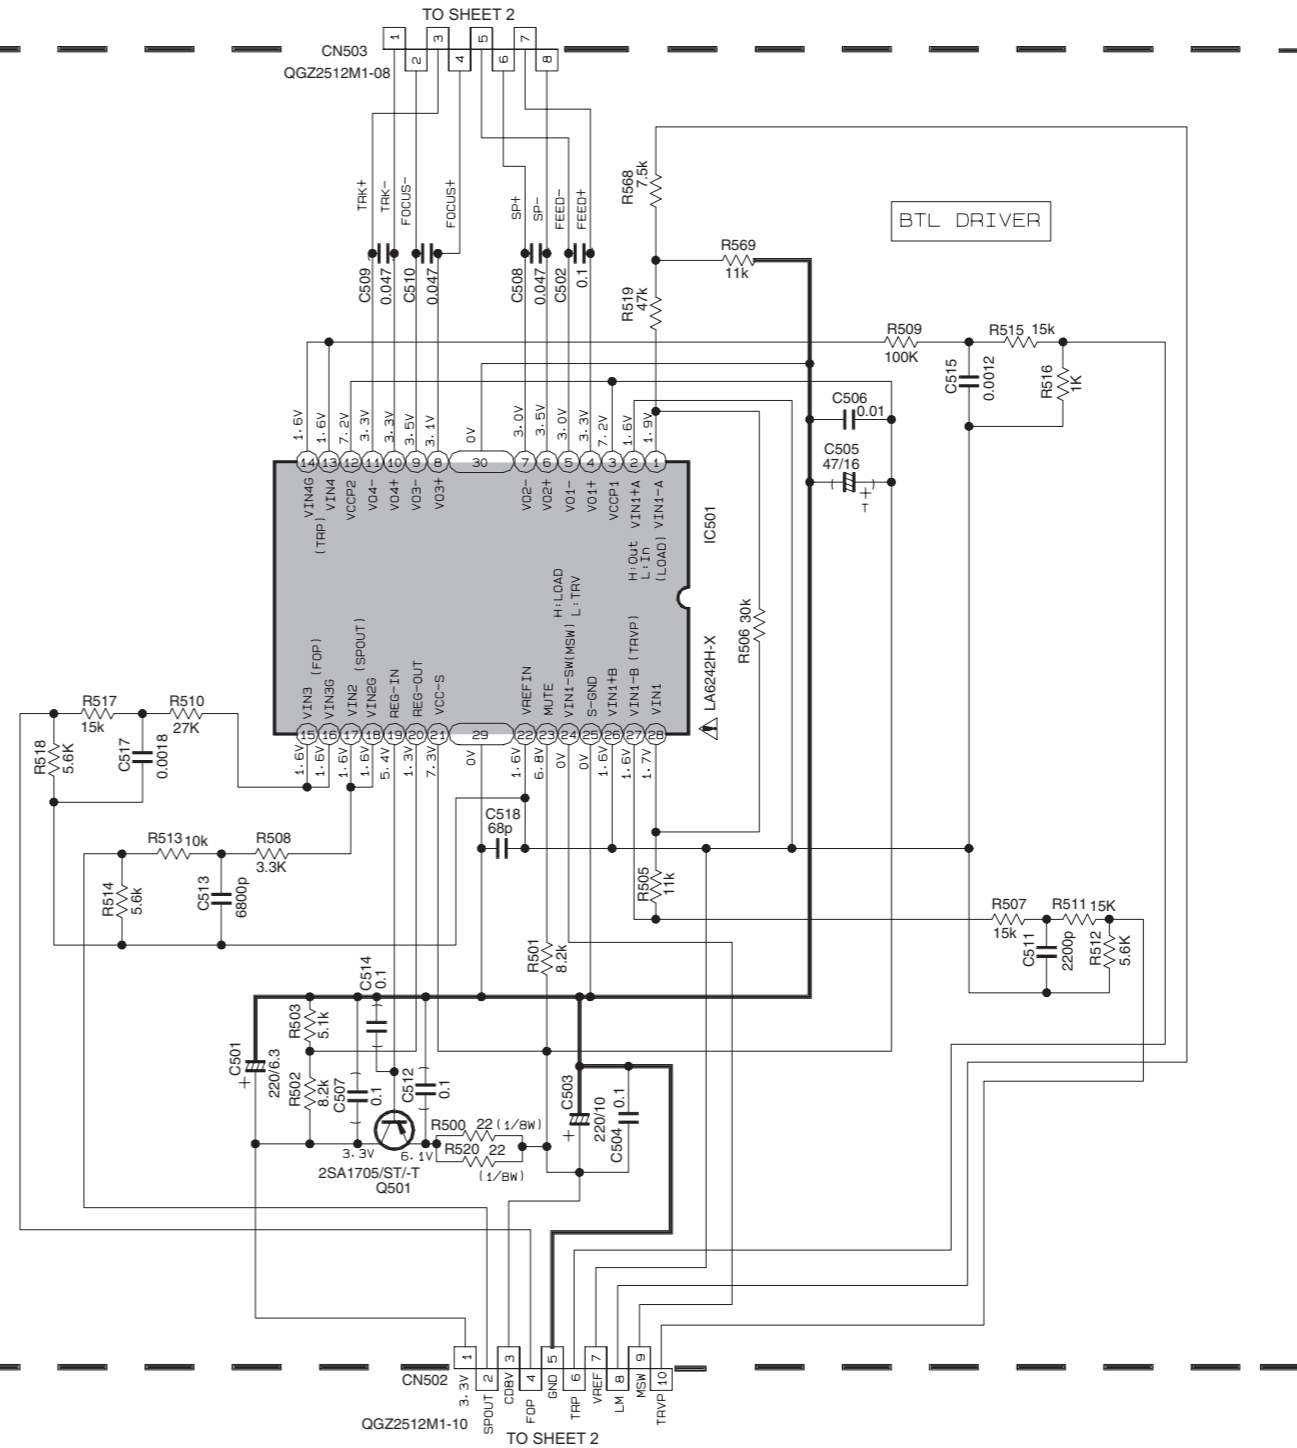 TO SHEET 2
CN503
QGZ2512M1-08
1
2
3
4
5
6
7
8
TRK+
TRK-
FOCUS-
FOCUS+
SP+
SP-
FEED-
FEED+
C509
0.047
C510
0.047
C508
0.047
C502
0.1
R568
7.5k
R569
11k
R519
47k
BTL DRIVER
R509
100K
R515 15k
C515
0.0012
R516
1K
C506
0.01
C505
47/16
+
T
1.6V
1.6V
7.2V
3.3V
3.3V
3.5V
3.1V
0V
3.0V
3.5V
3.0V
3.3V
7.2V
1.6V
1.9V
14
13
12
11
10
9
8
30
7
6
5
4
3
2
1
VIN4G
VIN4
(TRP)
VCCP2
VO4-
VO4+
VO3-
VO3+
VO2-
VO2+
VO1-
VO1+
VCCP1
VIN1+A
VIN1-A
H:Out
L:In
(LOAD)
IC501
LA6242H-X
H:LOAD
L:TRV
R506 30k
VIN3
(FOP)
VIN3G
VIN2
(SPOUT)
VIN2G
REG-IN
REG-OUT
VCC-S
VREFIN
MUTE
VIN1-SW(MSW)
S-GND
VIN1+B
VIN1-B (TRVP)
VIN1
15
16
17
18
19
20
21
29
22
23
24
25
26
27
28
1.6V
1.6V
1.6V
1.6V
5.4V
1.3V
7.3V
0V
1.6V
6.8V
0V
0V
1.6V
1.6V
1.7V
R517
15k
R510
27K
R518
5.6K
C517
0.0018
R513 10k
R508
3.3K
R514
5.6k
C513
6800p
C518
68p
R505
11k
R501
8.2k
R507
15k
R511 15K
C511
2200p
R512
5.6K
C514
0.1
R503
5.1k
C501
220/6.3
+
R502
8.2k
C507
0.1
C512
0.1
R500 22 (1/8W)
R520 22
(1/8W)
3.3V
6.1V
2SA1705/ST/-T
Q501
C503
220/10
+
C504
0.1
CN502
QGZ2512M1-10
1
2
3
4
5
6
7
8
9
10
3.3V
SPOUT
CD8V
FOP
GND
TRP
VREF
LM
MSW
TRVP
TO SHEET 2